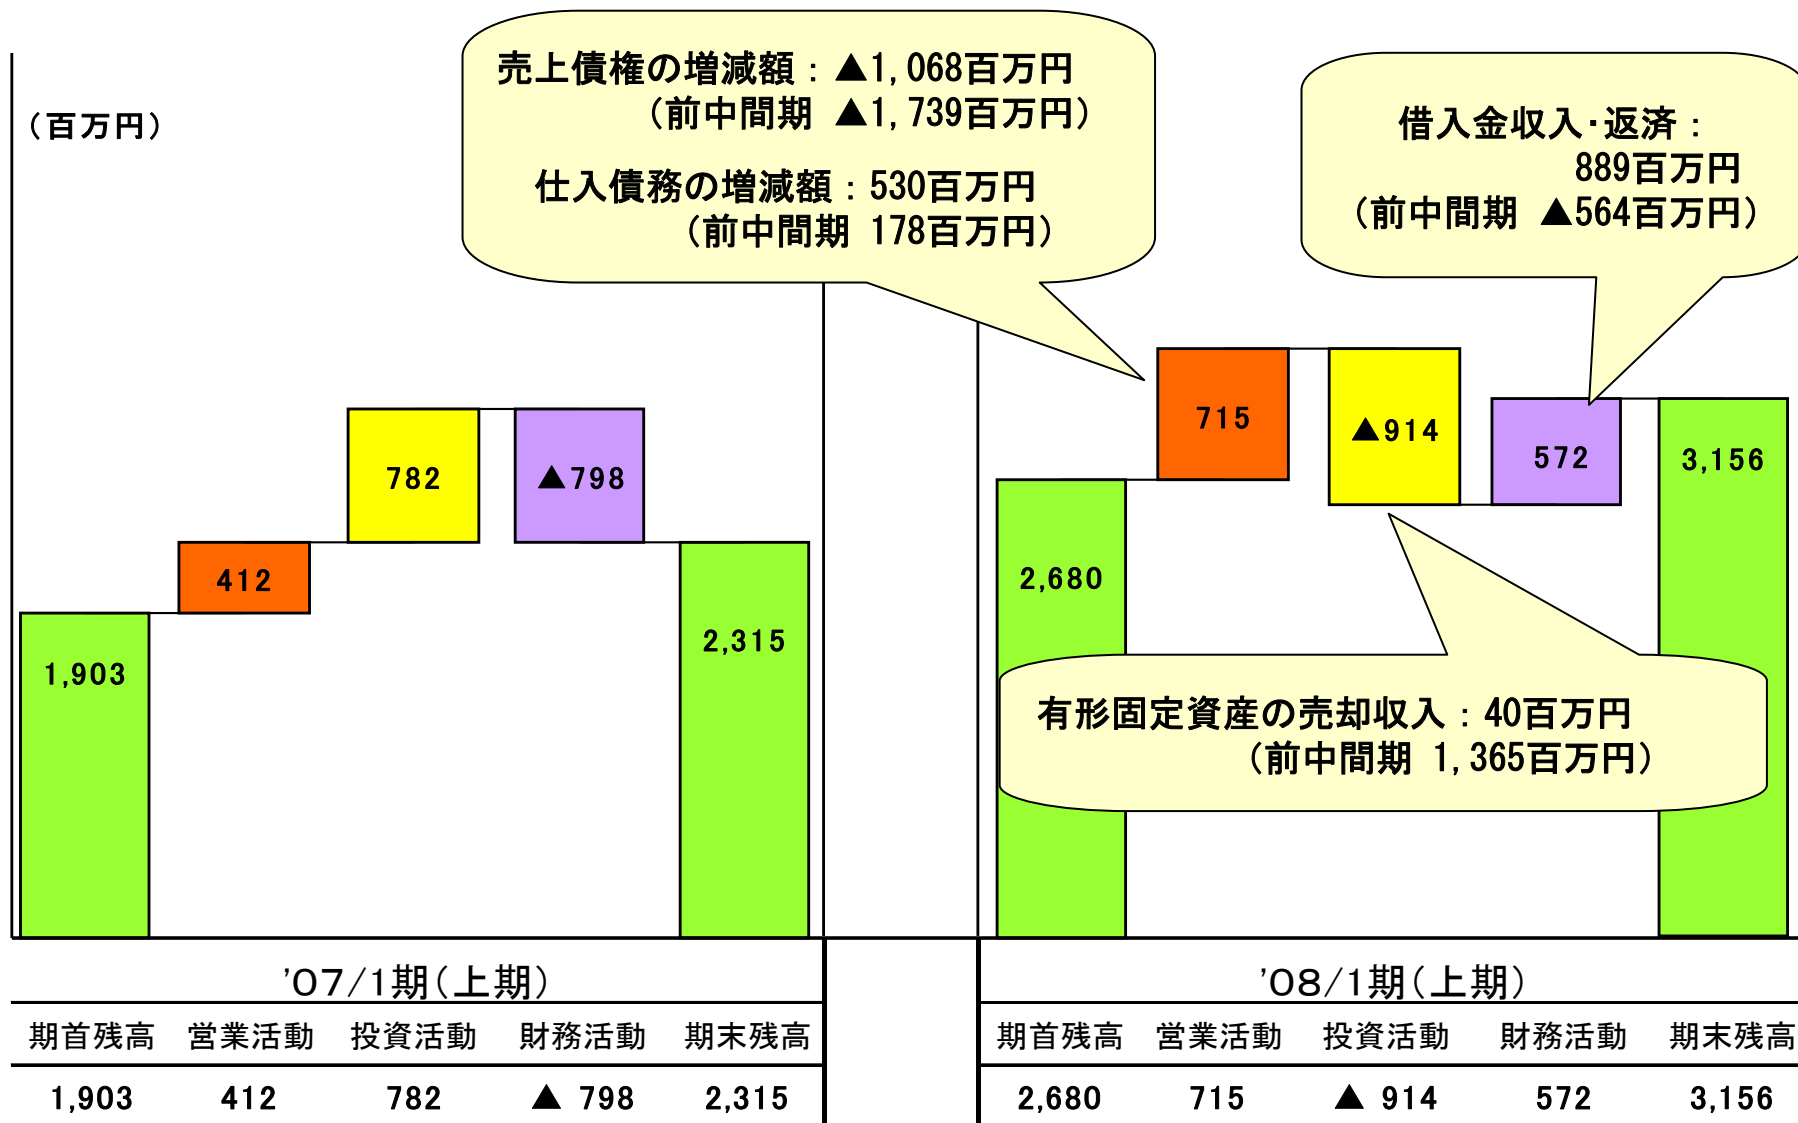 （百万円）
売上債権の増減額：▲1,068百万円
（前中間期 ▲1,739百万円）
仕入債務の増減額：530百万円
（前中間期 178百万円）
借入金収入・返済：
889百万円
（前中間期 ▲564百万円）
1,903
412
782
▲798
2,315
2,680
715
▲914
572
3,156
有形固定資産の売却収入：40百万円
（前中間期 1,365百万円）
'07/1期（上期）
期首残高 営業活動 投資活動 財務活動 期末残高
1,903 412 782 ▲ 798 2,315
'08/1期（上期）
期首残高 営業活動 投資活動 財務活動 期末残高
2,680 715 ▲ 914 572 3,156